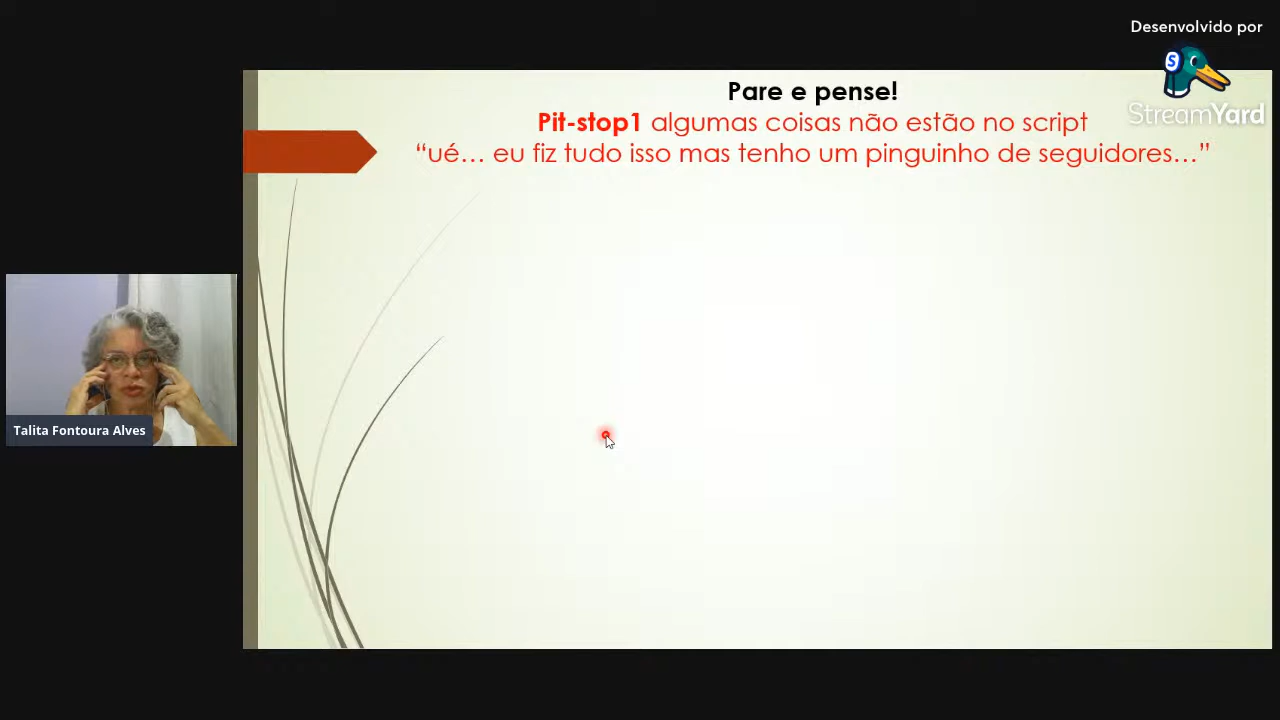 Desenvolvido por
S
StreamYard
Pare e pense!
Pit-stop1 algumas coisas não estão no script
“ué... eu fiz tudo isso mas tenho um pinguinho de seguidores...”
Talita Fontoura Alves